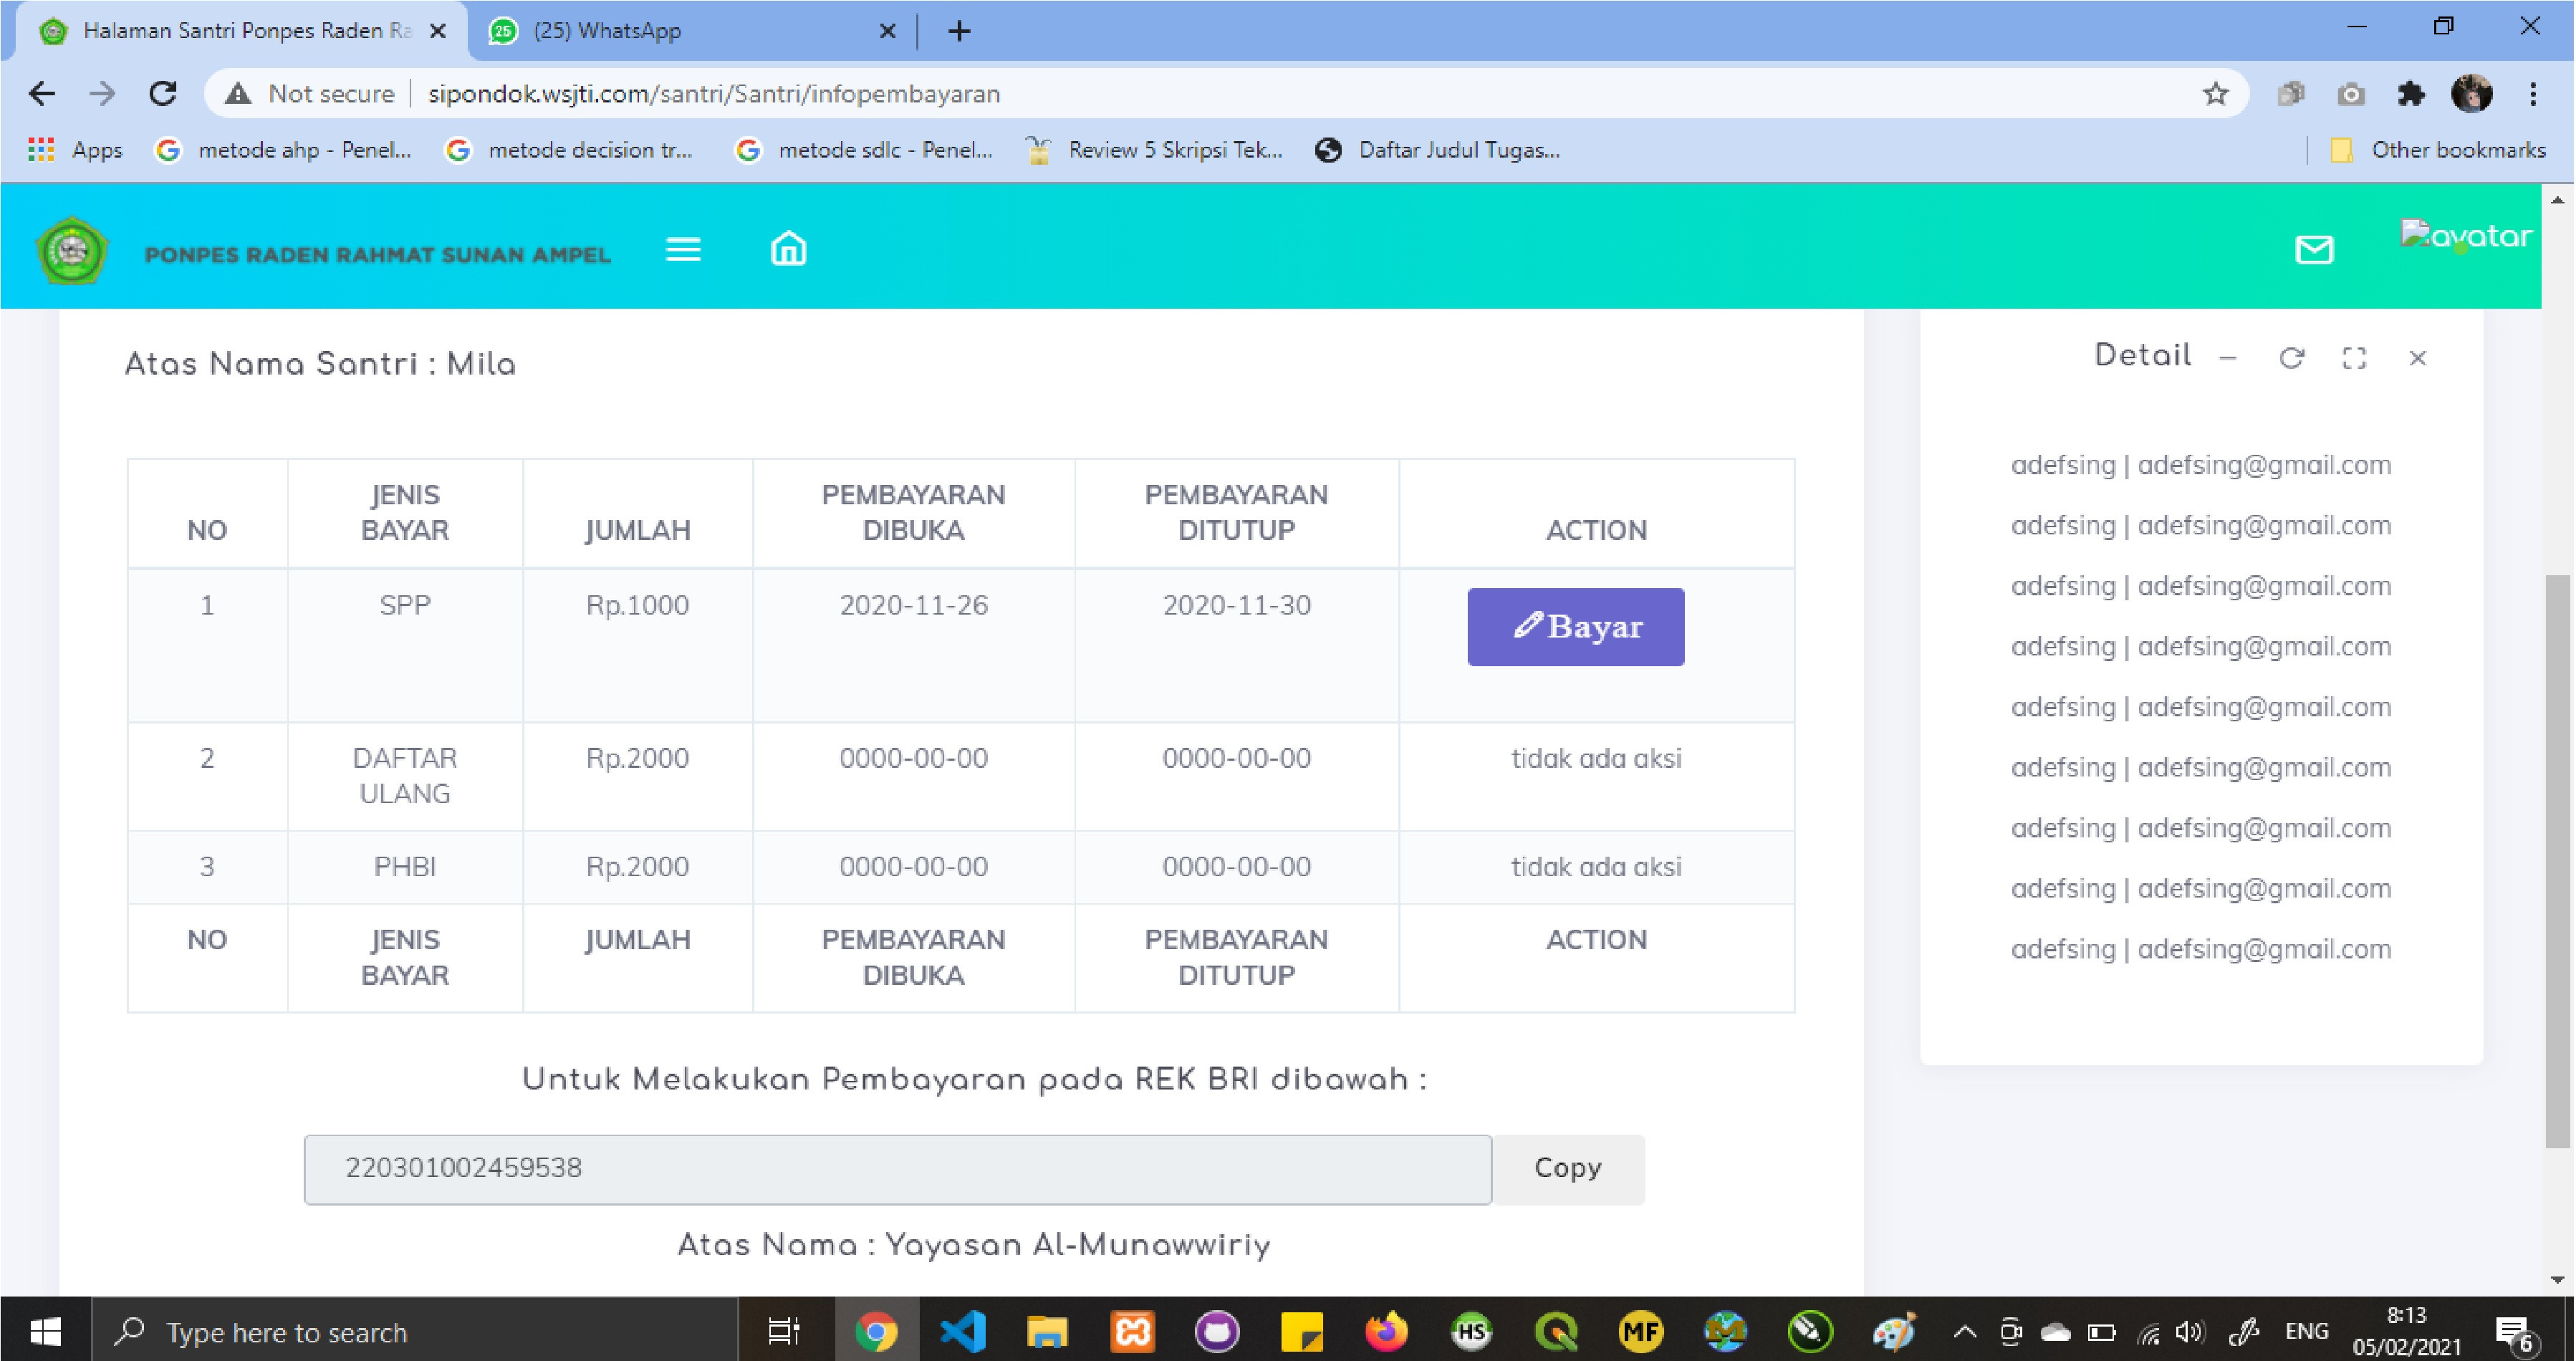 Halaman Santri Ponpes Raden Ra
25
(25) WhatsApp
Not secure
sipondok.wsjti.com/santri/Santri/infopembayaran
Apps
metode ahp - Penel...
metode decision tr...
metode sdlc - Penel...
Review 5 Skripsi Tek...
Daftar Judul Tugas...
Other bookmarks
PONPES RADEN RAHMAT SUNAN AMPEL
avatar
Atas Nama Santri : Mila
NO JENIS BAYAR JUMLAH PEMBAYARAN DIBUKA PEMBAYARAN DITUTUP ACTION
1 SPP Rp.1000 2020-11-26 2020-11-30 Bayar
2 DAFTAR ULANG Rp.2000 0000-00-00 0000-00-00 tidak ada aksi
3 PHBI Rp.2000 0000-00-00 0000-00-00 tidak ada aksi
NO JENIS BAYAR JUMLAH PEMBAYARAN DIBUKA PEMBAYARAN DITUTUP ACTION
Untuk Melakukan Pembayaran pada REK BRI dibawah :
220301002459538
Copy
Atas Nama : Yayasan Al-Munawwiriy
Detail
adefsing | adefsing@gmail.com
adefsing | adefsing@gmail.com
adefsing | adefsing@gmail.com
adefsing | adefsing@gmail.com
adefsing | adefsing@gmail.com
adefsing | adefsing@gmail.com
adefsing | adefsing@gmail.com
adefsing | adefsing@gmail.com
adefsing | adefsing@gmail.com
Type here to search
HS
MF
ENG
8:13
05/02/2021
6